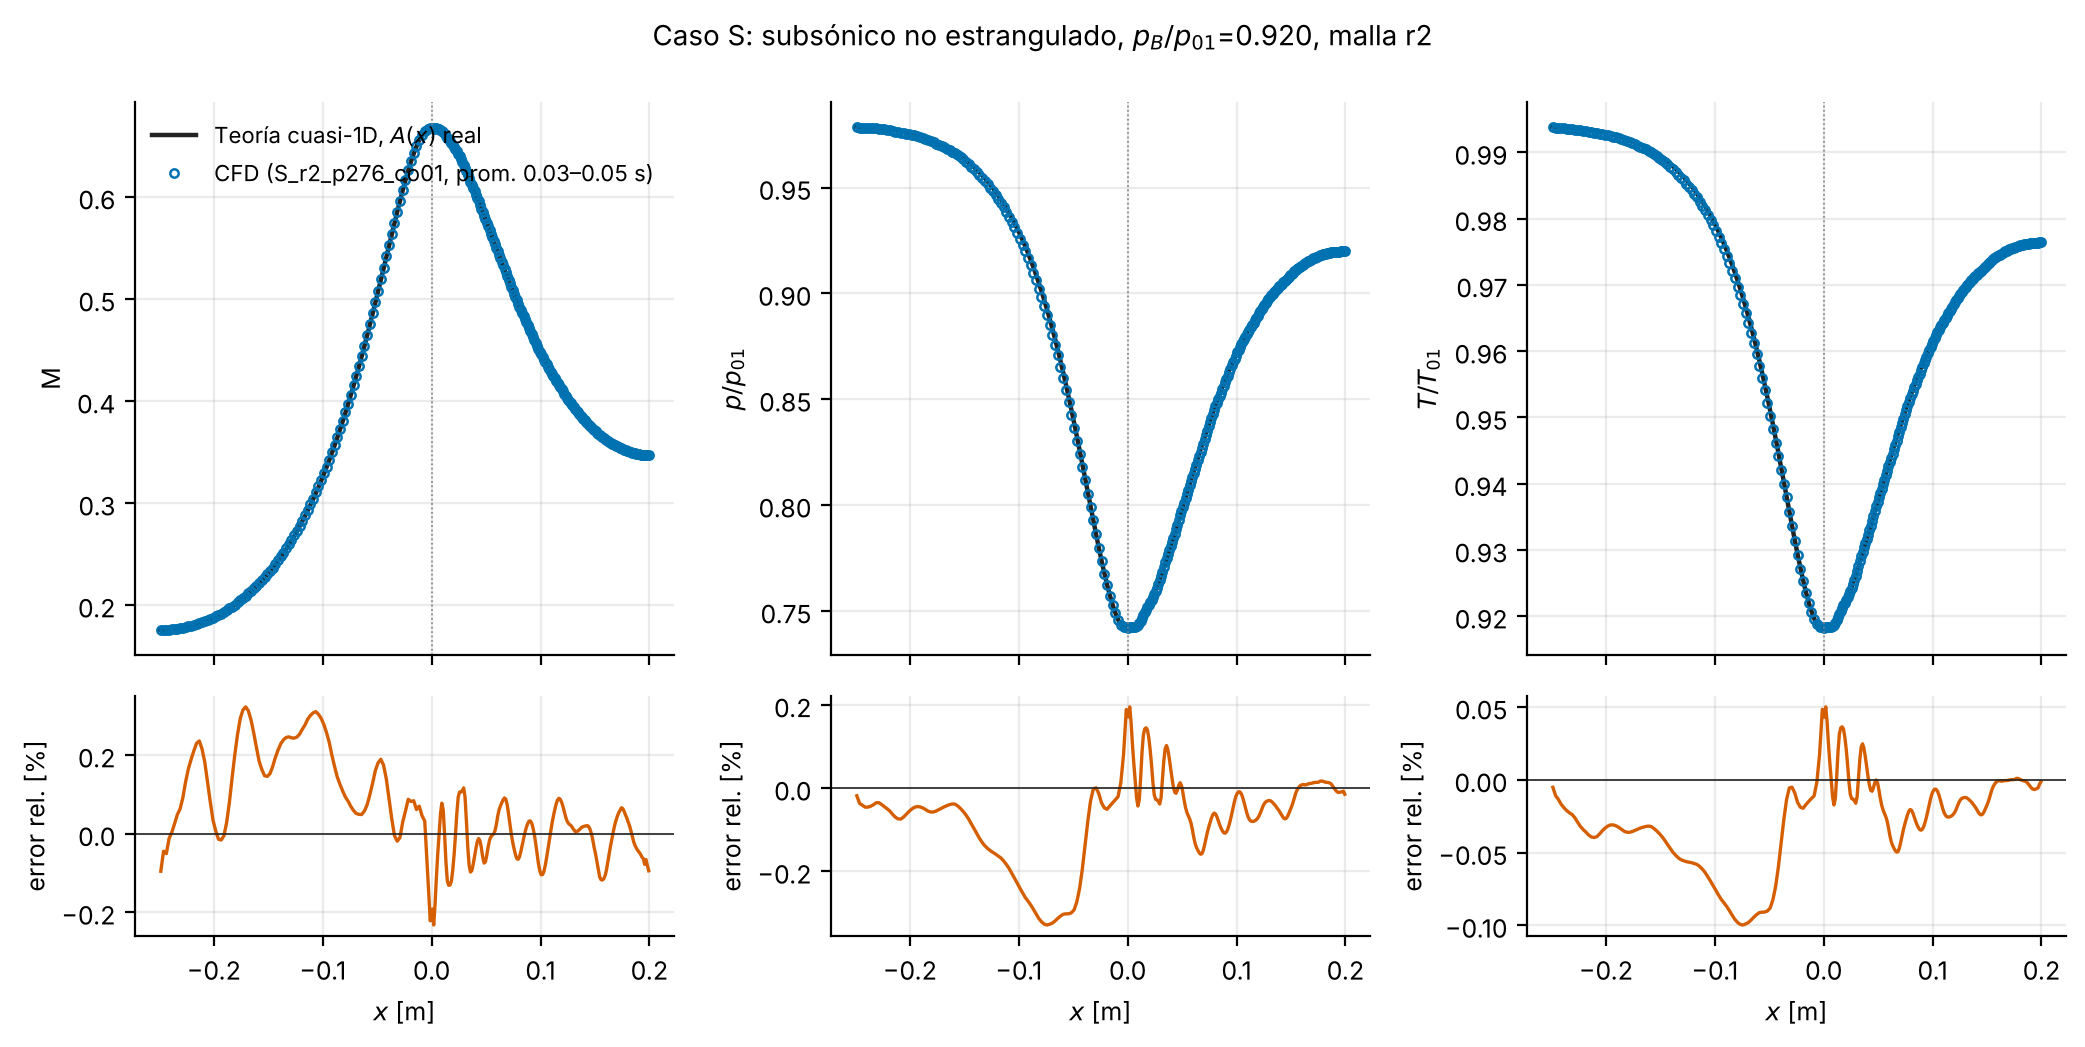 Caso S: subsónico no estrangulado, p_B/p_01=0.920, malla r2
Teoría cuasi-1D, A(x) real
CFD (S_r2_p276_cb01, prom. 0.03–0.05 s)
M
0.6
0.5
0.4
0.3
0.2
p/p_01
0.95
0.90
0.85
0.80
0.75
T/T_01
0.99
0.98
0.97
0.96
0.95
0.94
0.93
0.92
error rel. [%]
0.2
0.0
−0.2
error rel. [%]
0.2
0.0
−0.2
error rel. [%]
0.05
0.00
−0.05
−0.10
−0.2 −0.1 0.0 0.1 0.2
−0.2 −0.1 0.0 0.1 0.2
−0.2 −0.1 0.0 0.1 0.2
x [m]
x [m]
x [m]